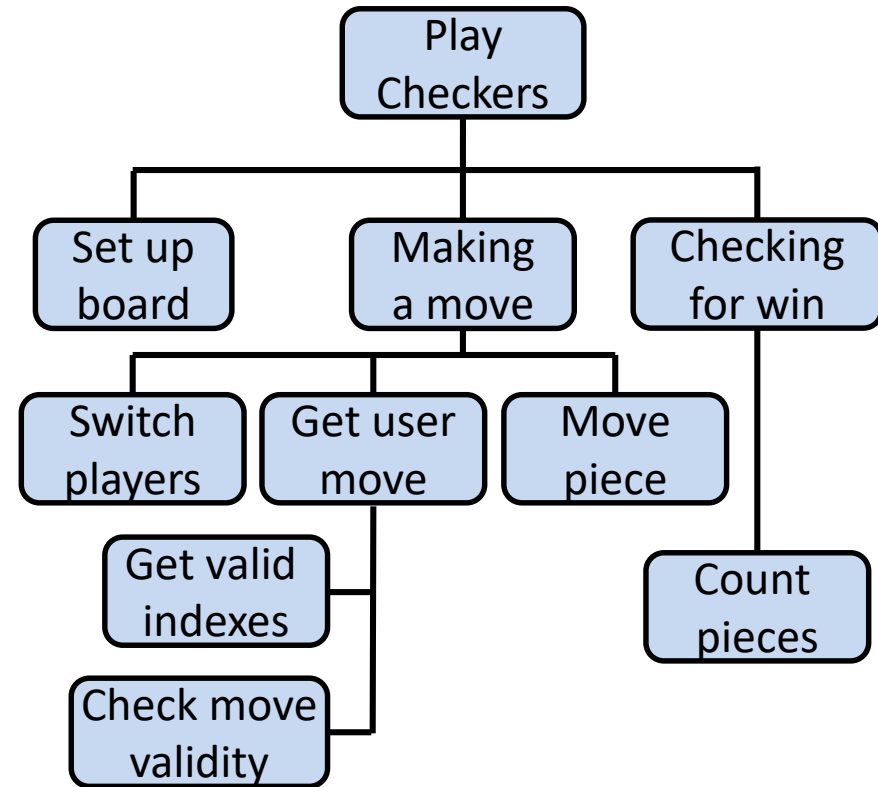 Play
Checkers
Set up
board
Making
a move
Checking
for win
Switch
players
Get user
move
Move
piece
Get valid
indexes
Count
pieces
Check move
validity